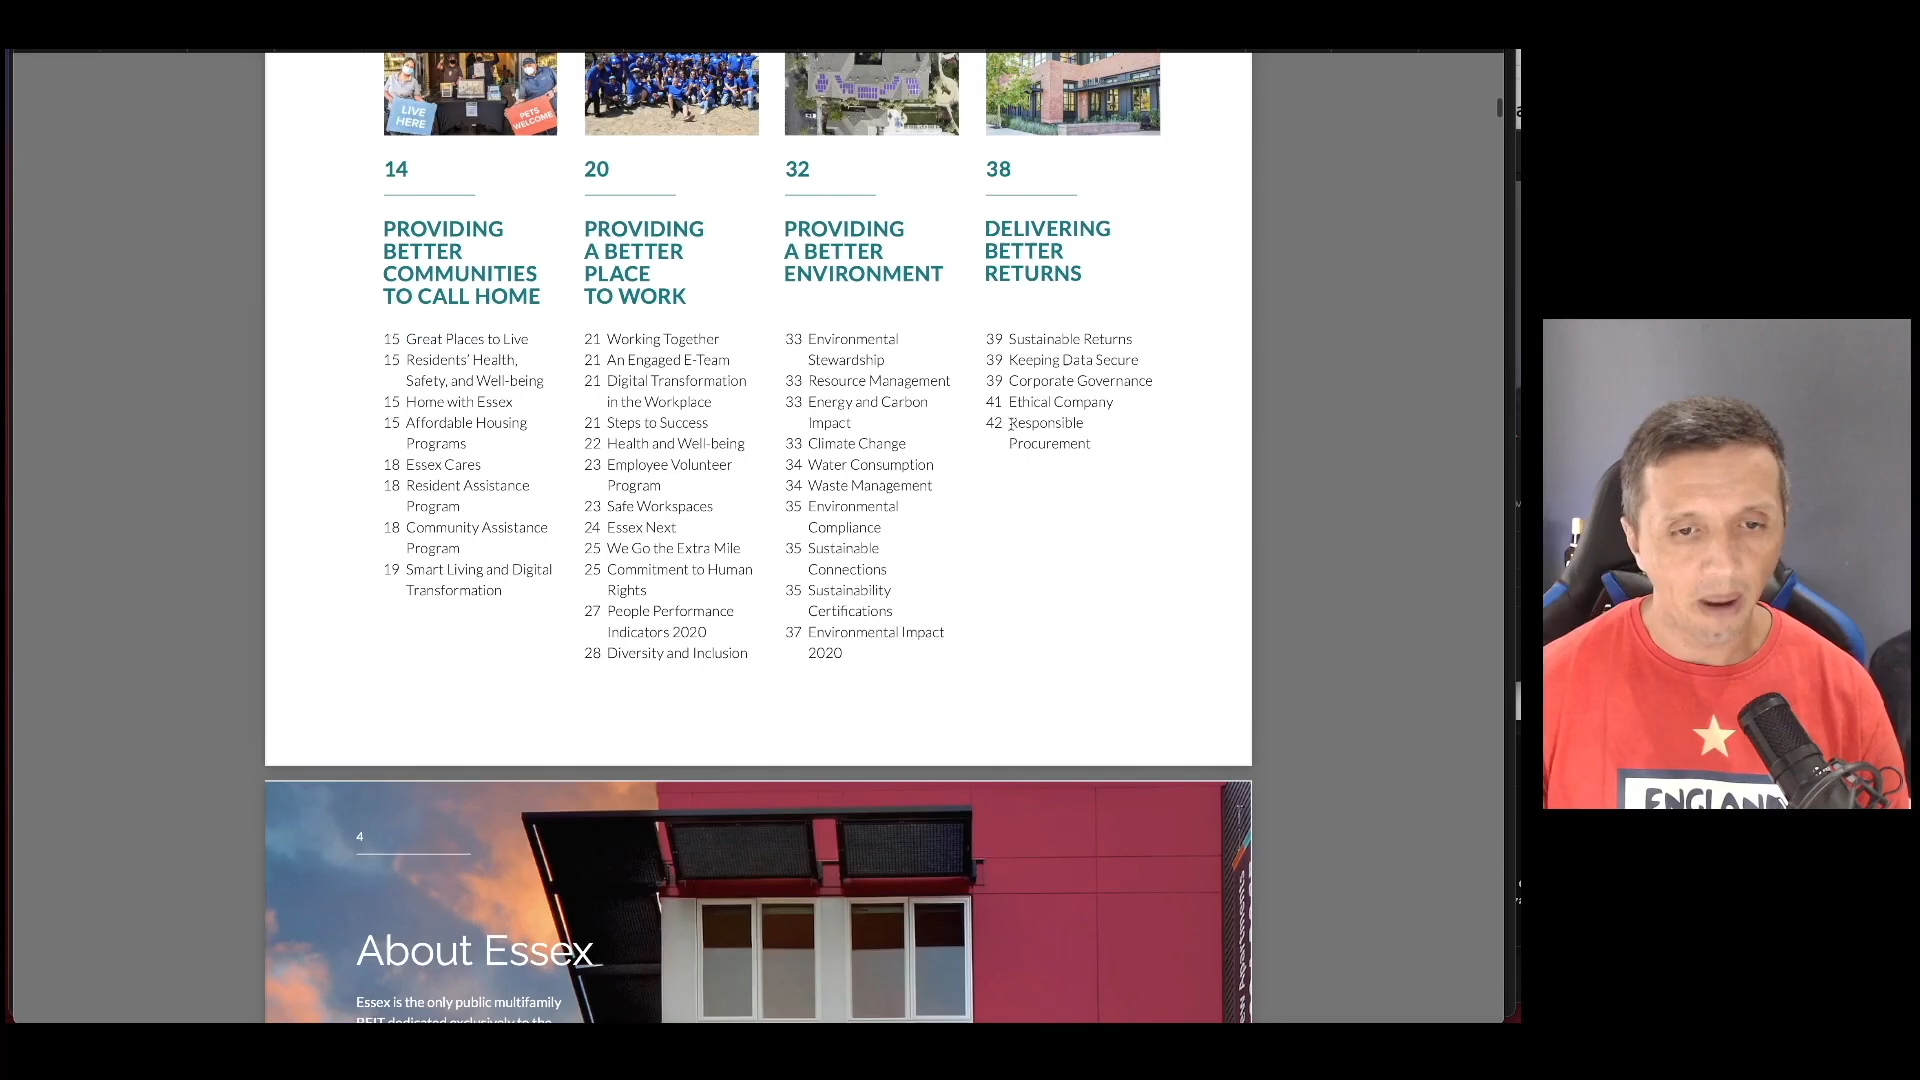 LIVE
HERE
PETS
WELCOME
14
PROVIDING
BETTER
COMMUNITIES
TO CALL HOME
15 Great Places to Live
15 Residents' Health,
Safety, and Well-being
15 Home with Essex
15 Affordable Housing
Programs
18 Essex Cares
18 Resident Assistance
Program
18 Community Assistance
Program
19 Smart Living and Digital
Transformation
20
PROVIDING
A BETTER
PLACE
TO WORK
21 Working Together
21 An Engaged E-Team
21 Digital Transformation
in the Workplace
21 Steps to Success
22 Health and Well-being
23 Employee Volunteer
Program
23 Safe Workspaces
24 Essex Next
25 We Go the Extra Mile
25 Commitment to Human
Rights
27 People Performance
Indicators 2020
28 Diversity and Inclusion
32
PROVIDING
A BETTER
ENVIRONMENT
33 Environmental
Stewardship
33 Resource Management
33 Energy and Carbon
Impact
33 Climate Change
34 Water Consumption
34 Waste Management
35 Environmental
Compliance
35 Sustainable
Connections
35 Sustainability
Certifications
37 Environmental Impact
2020
38
DELIVERING
BETTER
RETURNS
39 Sustainable Returns
39 Keeping Data Secure
39 Corporate Governance
41 Ethical Company
42 Responsible
Procurement
4
About Essex
Essex is the only public multifamily
REIT dedicated exclusively to the
ENGLAND